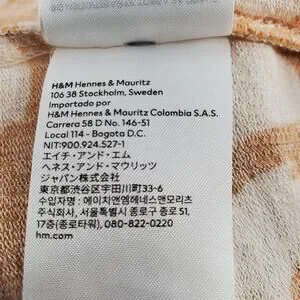 H&M Hennes & Mauritz
106 38 Stockholm, Sweden
Importado por
H&M Hennes & Mauritz Colombia S.A.S.
Carrera 58 D No. 146-51
Local 114 - Bogota D.C.
NIT:900.924.527-1
エイチ・アンド・エム
ヘネス・アンド・マウリッツ
ジャパン株式会社
東京都渋谷区宇田川町33-6
수입자명 : 에이치앤엠헤네스앤모리츠
주식회사, 서울특별시 종로구 종로 51,
17층(종로타워), 080-822-0220
hm.com